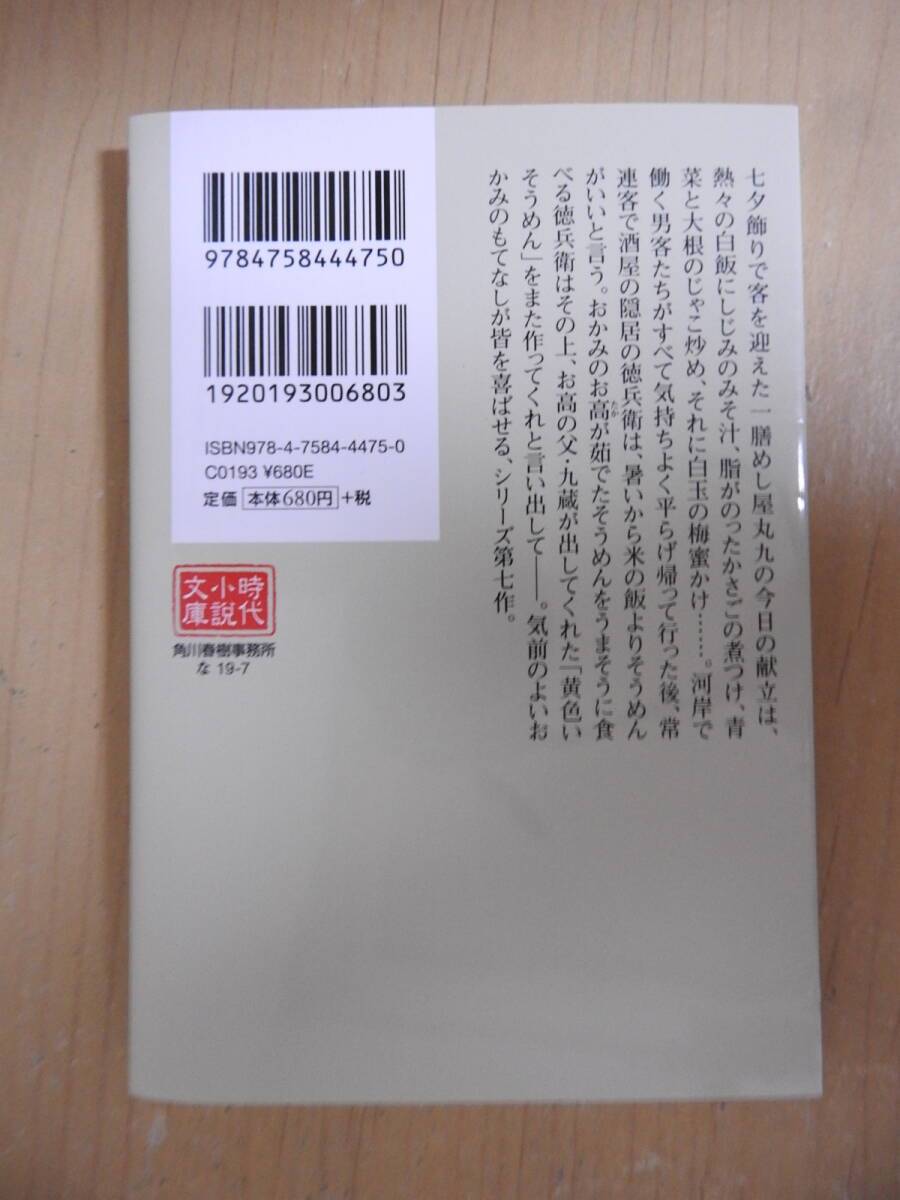 七夕飾りで客を迎えた一膳めし屋丸九の今日の献立は、
熱々の白飯にしじみのみそ汁、脂がのったかさごの煮つけ、青
菜と大根のじゃこ炒め、それに白玉の梅蜜かけ……。河岸で
働く男客たちがすべて気持ちよく平らげ帰って行った後、常
連客で酒屋の隠居の徳兵衛は、暑いから米の飯よりそうめん
がいいと言う。おかみのお高が茹でたそうめんをうまそうに食
たか
べる徳兵衛はその上、お高の父・九蔵が出してくれた「黄色い
そうめん」をまた作ってくれと言い出して――。気前のよいお
かみのもてなしが皆を喜ばせる、シリーズ第七作。
9784758444750
1920193006803
ISBN978-4-7584-4475-0
C0193 ¥680E
定価 本体680円 +税
時代
小説
文庫
角川春樹事務所
な 19-7